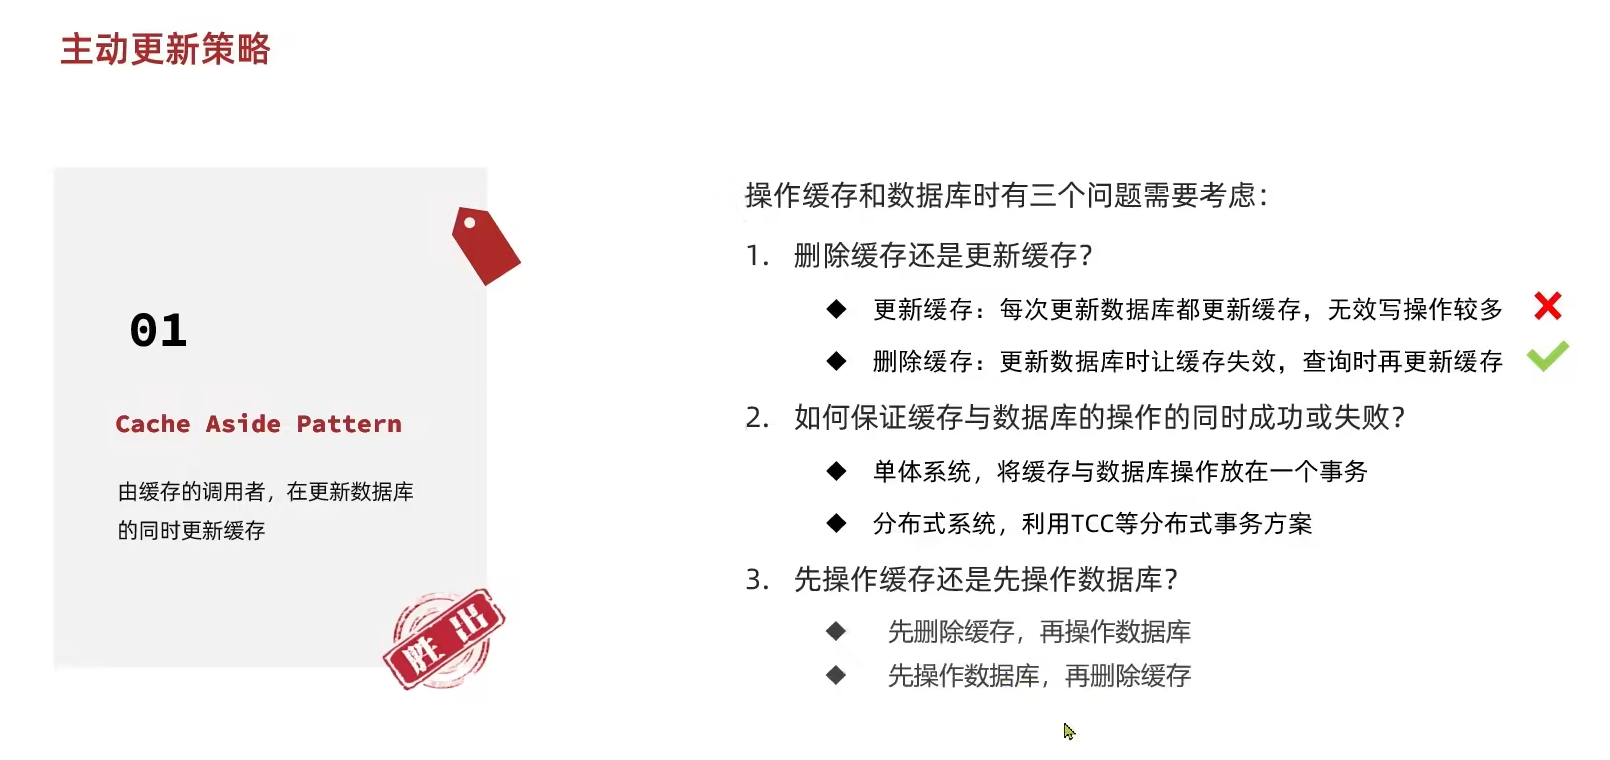 主动更新策略
01
Cache Aside Pattern
由缓存的调用者，在更新数据库
的同时更新缓存
胜出
操作缓存和数据库时有三个问题需要考虑：
1. 删除缓存还是更新缓存？
◆ 更新缓存：每次更新数据库都更新缓存，无效写操作较多
◆ 删除缓存：更新数据库时让缓存失效，查询时再更新缓存
2. 如何保证缓存与数据库的操作的同时成功或失败？
◆ 单体系统，将缓存与数据库操作放在一个事务
◆ 分布式系统，利用TCC等分布式事务方案
3. 先操作缓存还是先操作数据库？
◆ 先删除缓存，再操作数据库
◆ 先操作数据库，再删除缓存